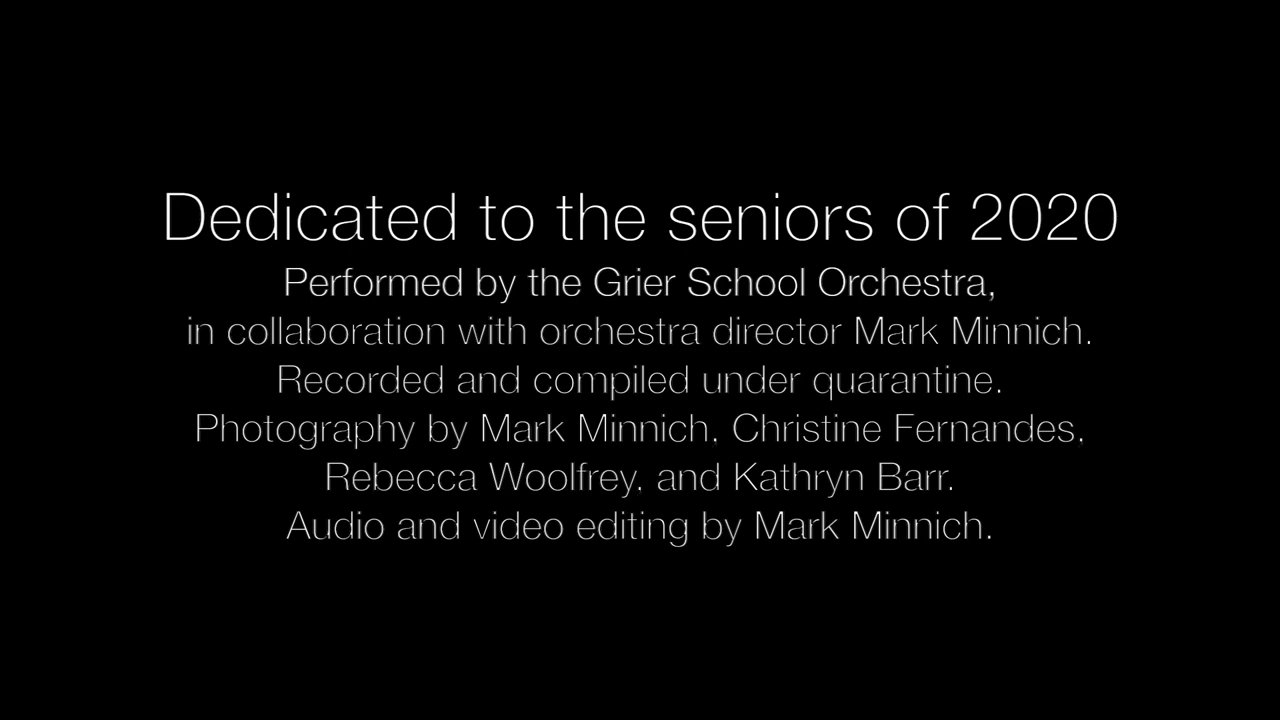 Dedicated to the seniors of 2020
Performed by the Grier School Orchestra,
in collaboration with orchestra director Mark Minnich.
Recorded and compiled under quarantine.
Photography by Mark Minnich, Christine Fernandes,
Rebecca Woolfrey, and Kathryn Barr.
Audio and video editing by Mark Minnich.